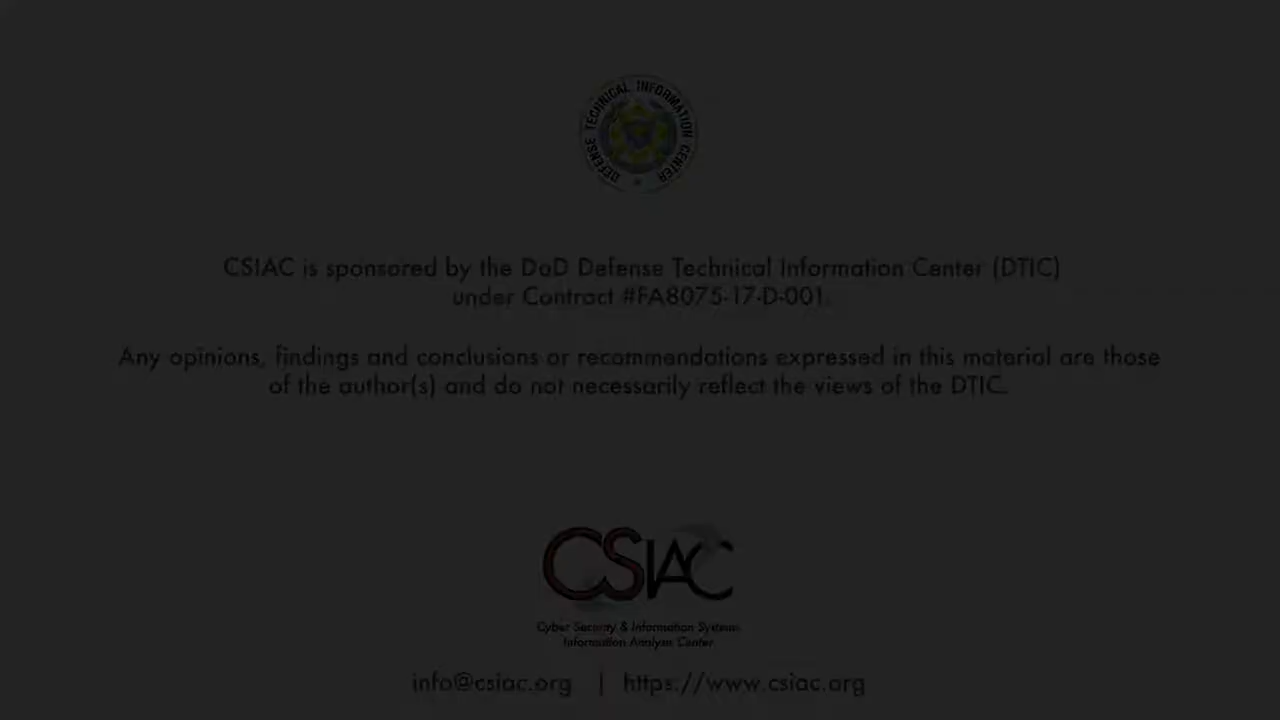 DEFENSE TECHNICAL INFORMATION CENTER
CSIAC is sponsored by the DoD Defense Technical Information Center (DTIC)
under Contract #FA8075-17-D-001.
Any opinions, findings and conclusions or recommendations expressed in this material are those
of the author(s) and do not necessarily reflect the views of the DTIC.
CSIAC
Cyber Security & Information Systems
Information Analysis Center
info@csiac.org | https://www.csiac.org